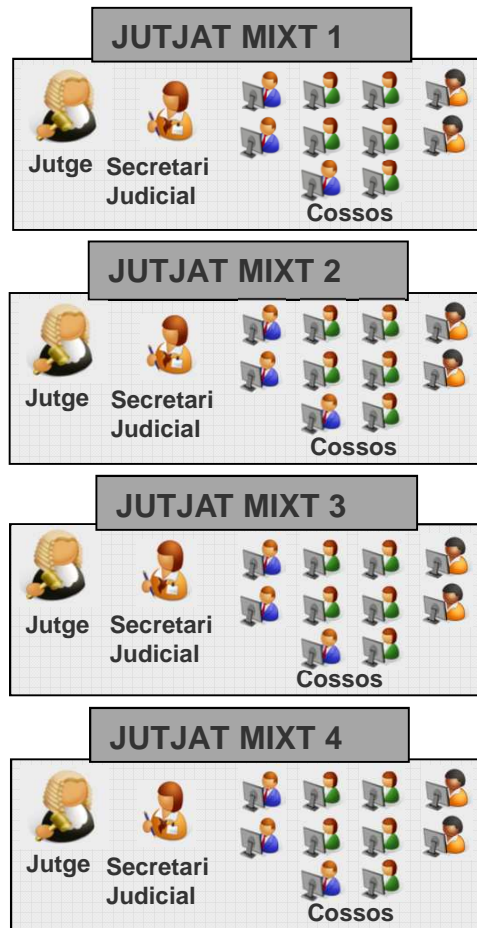 JUTJAT MIXT 1
Jutge
Secretari
Judicial
Cossos
JUTJAT MIXT 2
Jutge
Secretari
Judicial
Cossos
JUTJAT MIXT 3
Jutge
Secretari
Judicial
Cossos
JUTJAT MIXT 4
Jutge
Secretari
Judicial
Cossos